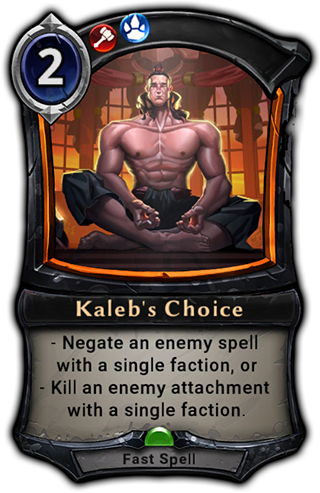 2
Kaleb's Choice
- Negate an enemy spell
with a single faction, or
- Kill an enemy attachment
with a single faction.
Fast Spell